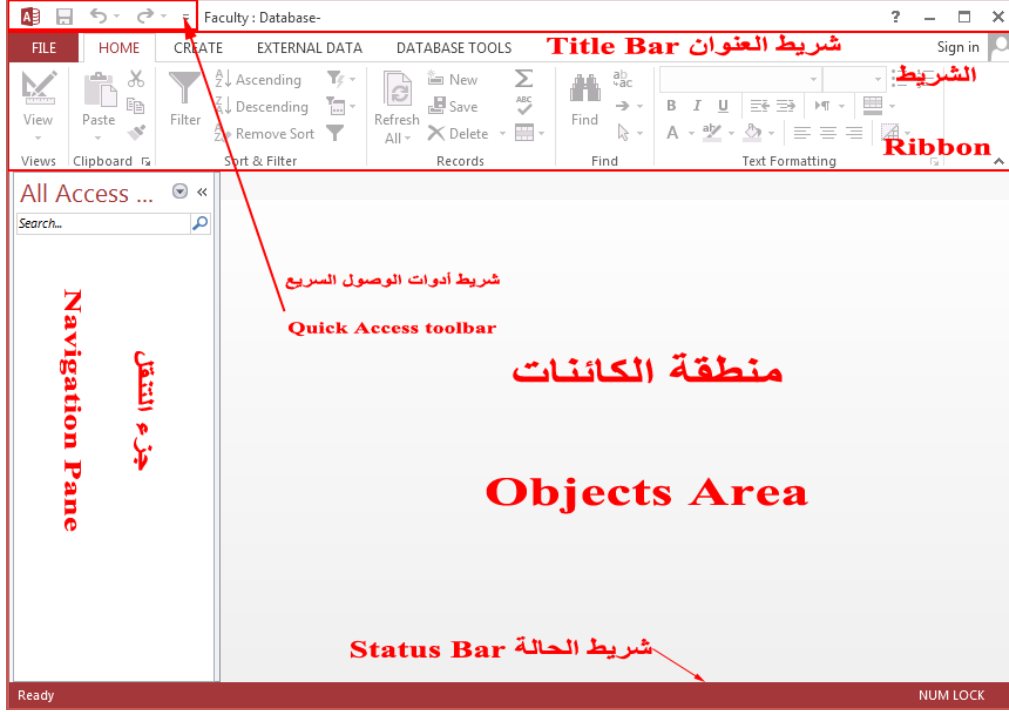 Faculty : Database-
?
FILE HOME CREATE EXTERNAL DATA DATABASE TOOLS
Title Bar شريط العنوان
Sign in
الشريط
View
Paste
Filter
Ascending
Descending
Remove Sort
Refresh
All
New
Save
Delete
Σ
ABC
Find
ab
ac
B I U
A
Views Clipboard Sort & Filter Records Find Text Formatting
Ribbon
All Access ... «
Search...
Navigation Pane
جزء التنقل
شريط أدوات الوصول السريع
Quick Access toolbar
منطقة الكائنات
Objects Area
Status Bar شريط الحالة
Ready NUM LOCK